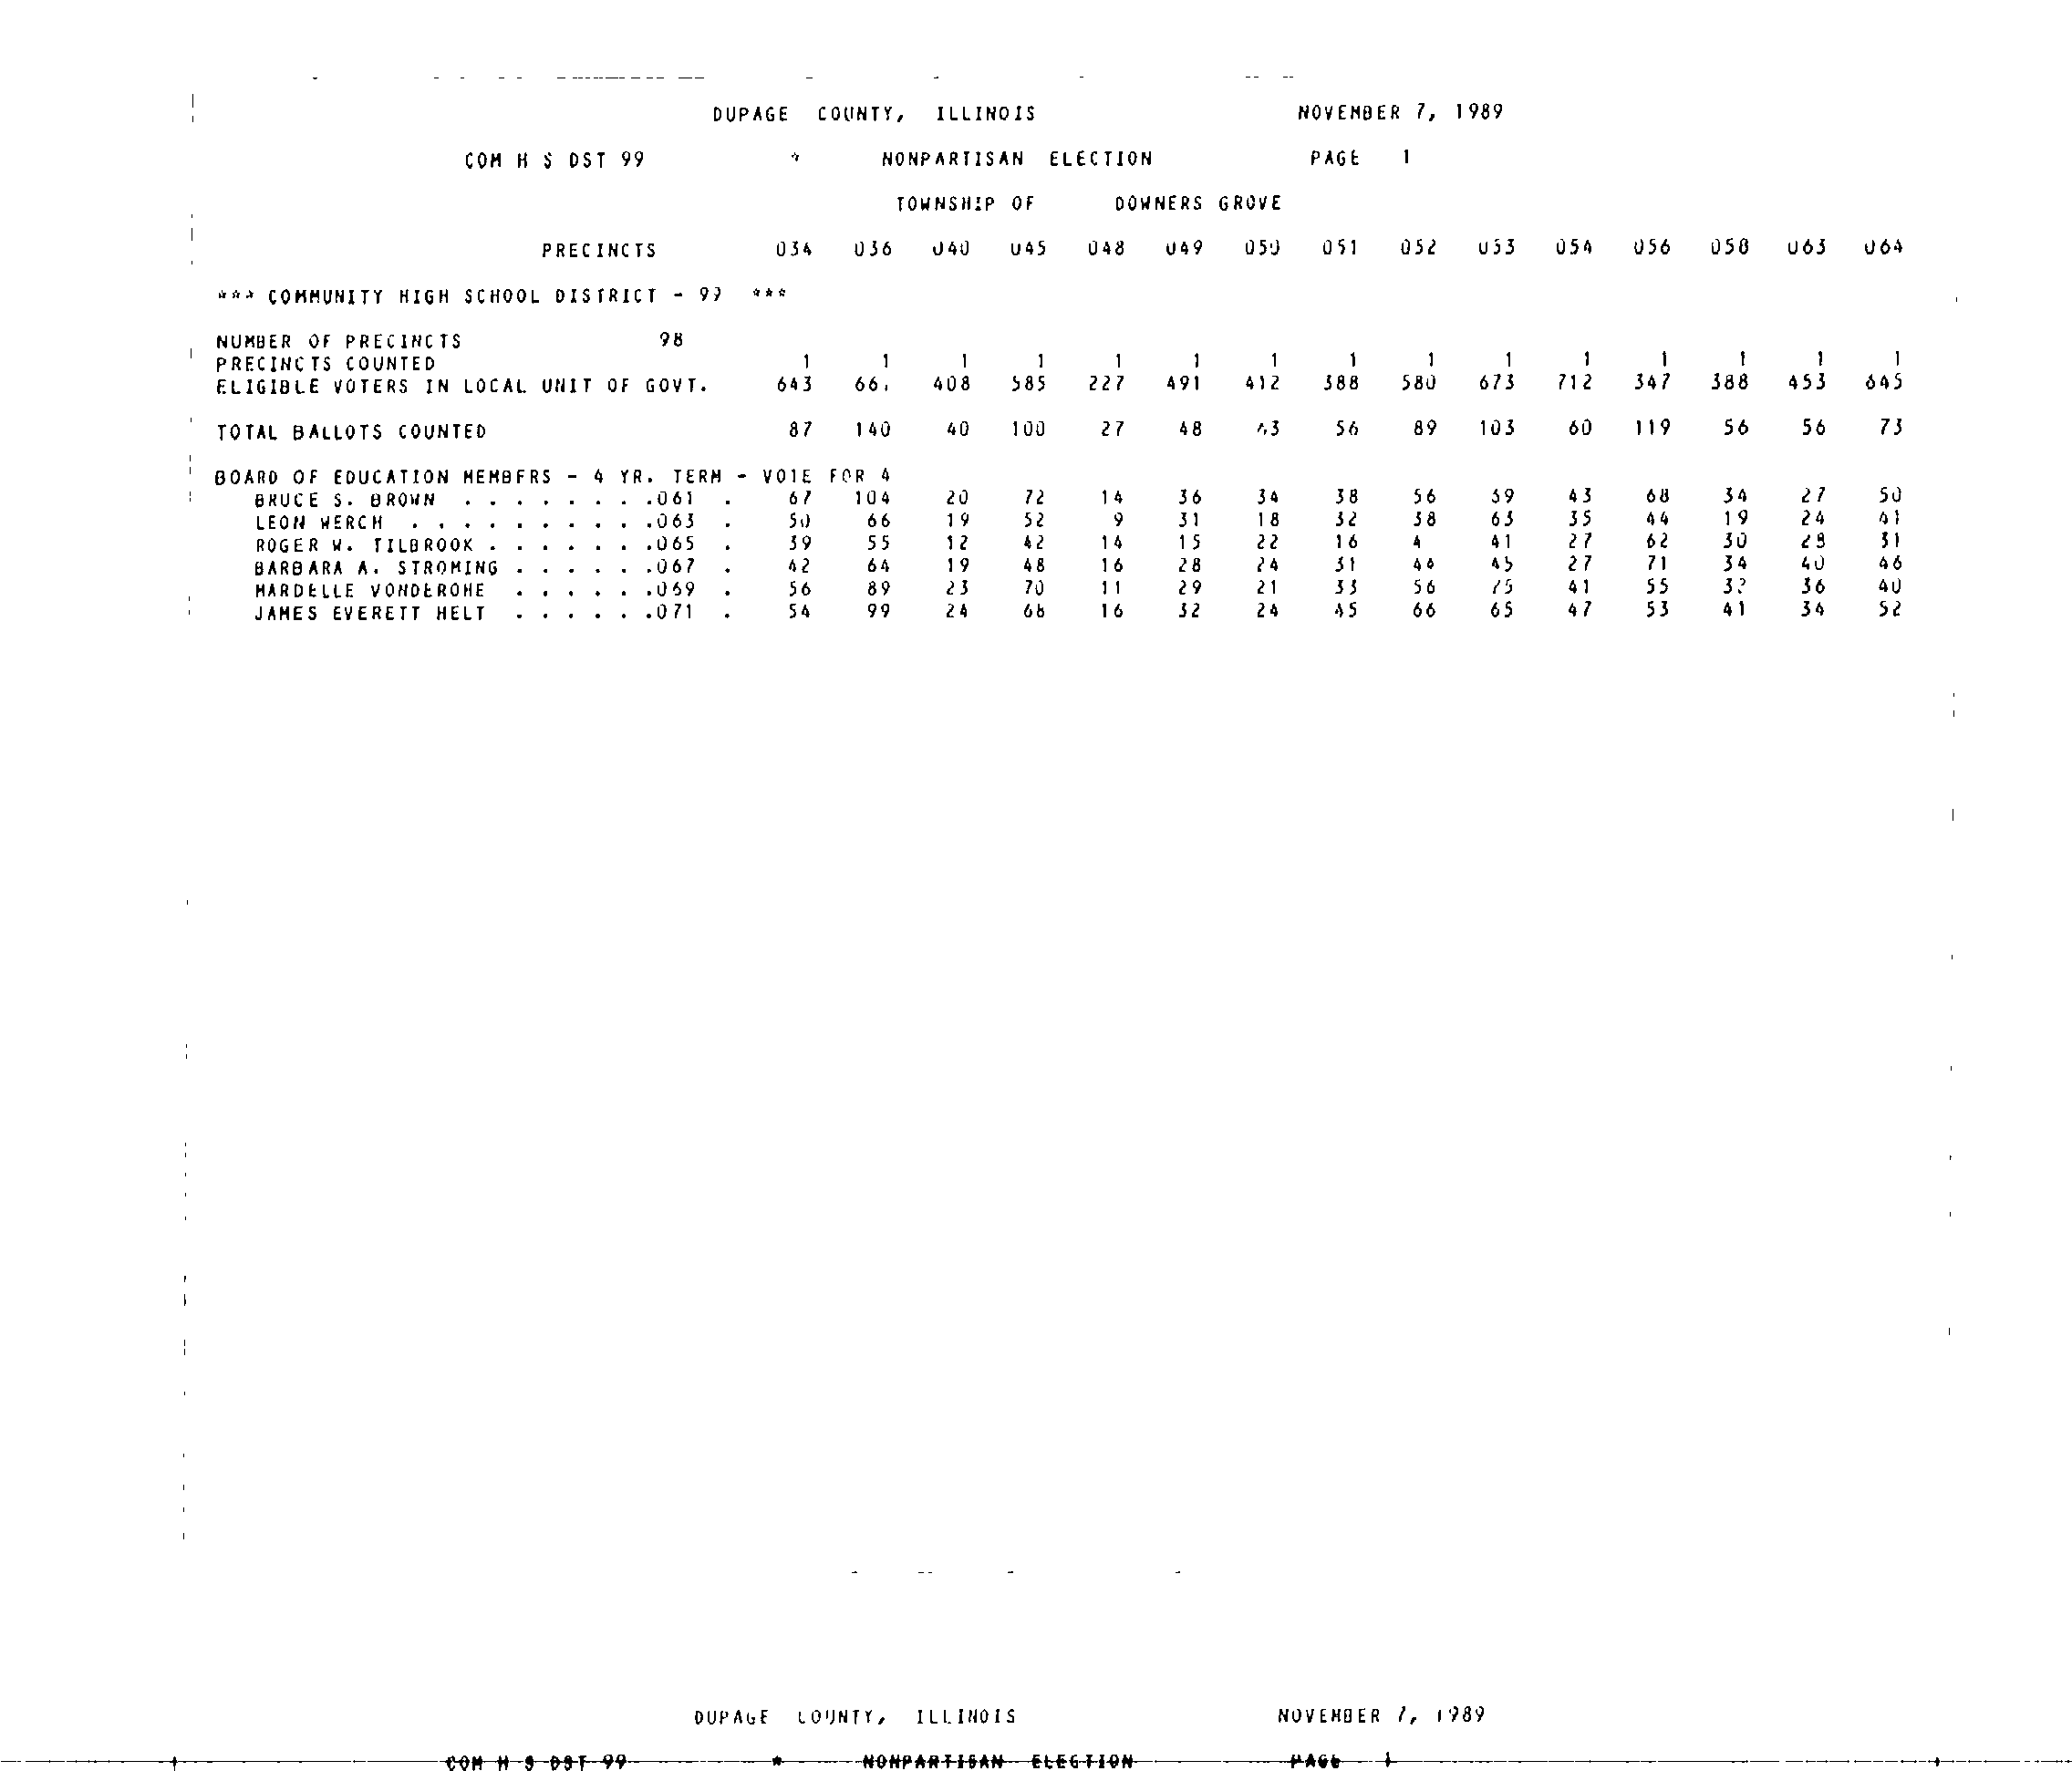 DUPAGE COUNTY, ILLINOIS NOVEMBER 7, 1989
COM H S DST 99 * NONPARTISAN ELECTION PAGE 1
TOWNSHIP OF DOWNERS GROVE
PRECINCTS 034 036 040 045 048 049 050 051 052 053 054 056 058 063 064
*** COMMUNITY HIGH SCHOOL DISTRICT - 99 ***
NUMBER OF PRECINCTS 98
PRECINCTS COUNTED 1 1 1 1 1 1 1 1 1 1 1 1 1 1 1
ELIGIBLE VOTERS IN LOCAL UNIT OF GOVT. 643 408 585 227 491 412 388 580 673 712 347 388 453 645
TOTAL BALLOTS COUNTED 87 140 40 100 27 48 56 89 103 60 119 56 56 73
BOARD OF EDUCATION MEMBERS - 4 YR. TERM - VOTE FOR 4
BRUCE S. BROWN . . . . . . . .061 . 67 104 20 72 14 36 34 38 56 59 43 68 34 27 50
LEON WERCH . . . . . . . . . .063 . 50 66 19 52 9 31 18 32 38 63 35 44 19 24 41
ROGER W. TILBROOK . . . . . . .065 . 39 55 12 42 14 15 22 16 41 27 62 30 28 31
BARBARA A. STROMING . . . . . .067 . 42 64 19 48 16 28 24 31 44 45 27 71 34 40 46
MARDELLE VONDEROHE . . . . . .069 . 56 89 23 70 11 29 21 33 56 75 41 55 32 36 40
JAMES EVERETT HELT . . . . . .071 . 54 99 24 68 16 32 24 45 66 65 47 53 41 34 52
DUPAGE COUNTY, ILLINOIS NOVEMBER 7, 1989
COM H S DST 99 * NONPARTISAN ELECTION PAGE 1